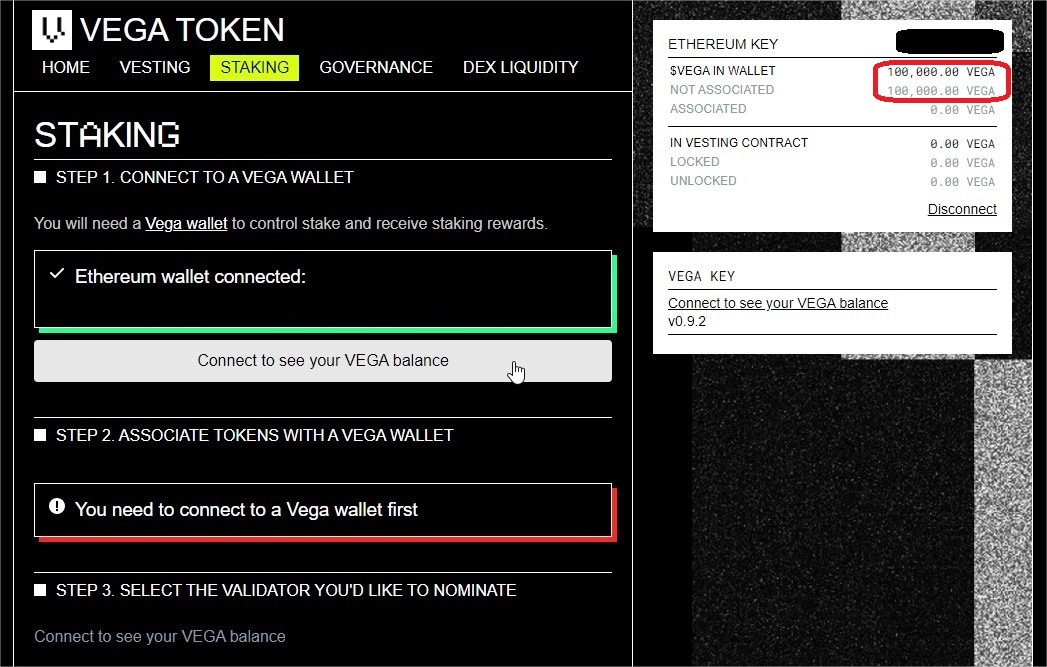 VEGA TOKEN
HOME VESTING STAKING GOVERNANCE DEX LIQUIDITY
STAKING
STEP 1. CONNECT TO A VEGA WALLET
You will need a Vega wallet to control stake and receive staking rewards.
Ethereum wallet connected:
Connect to see your VEGA balance
STEP 2. ASSOCIATE TOKENS WITH A VEGA WALLET
You need to connect to a Vega wallet first
STEP 3. SELECT THE VALIDATOR YOU'D LIKE TO NOMINATE
Connect to see your VEGA balance
ETHEREUM KEY
$VEGA IN WALLET 100,000.00 VEGA
NOT ASSOCIATED 100,000.00 VEGA
ASSOCIATED 0.00 VEGA
IN VESTING CONTRACT 0.00 VEGA
LOCKED 0.00 VEGA
UNLOCKED 0.00 VEGA
Disconnect
VEGA KEY
Connect to see your VEGA balance
v0.9.2